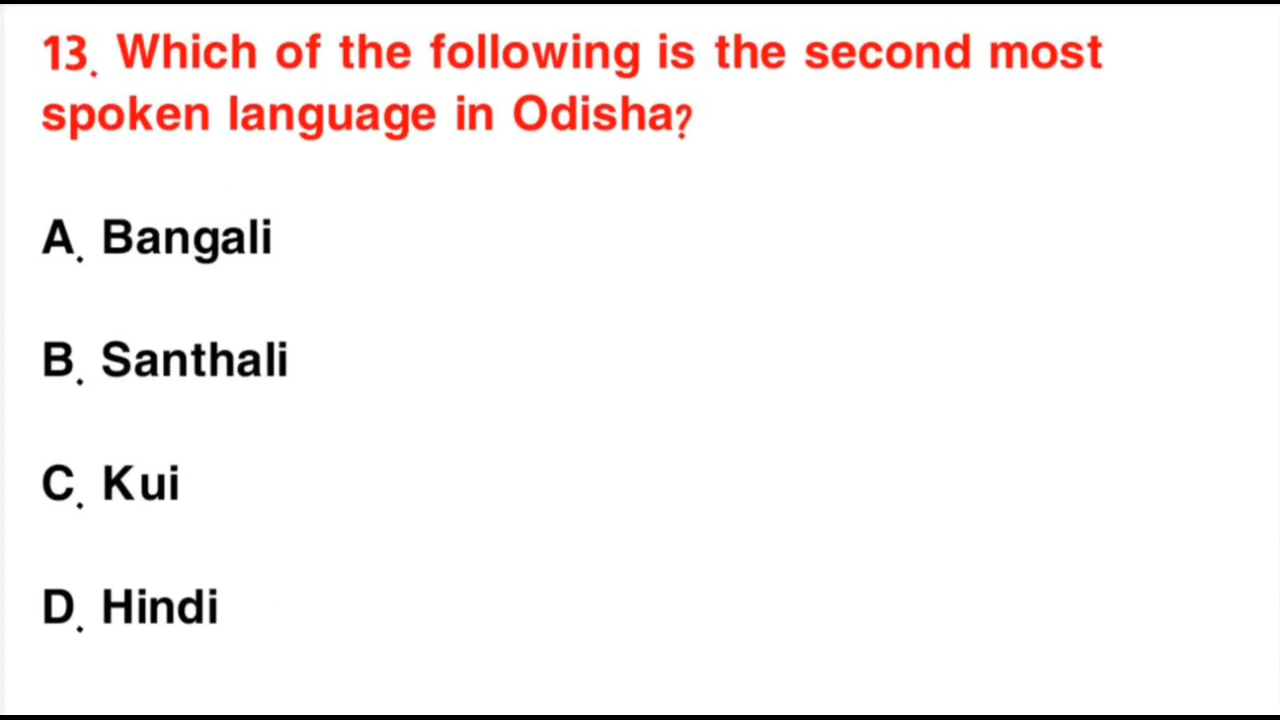 13. Which of the following is the second most
spoken language in Odisha?
A. Bangali
B. Santhali
C. Kui
D. Hindi